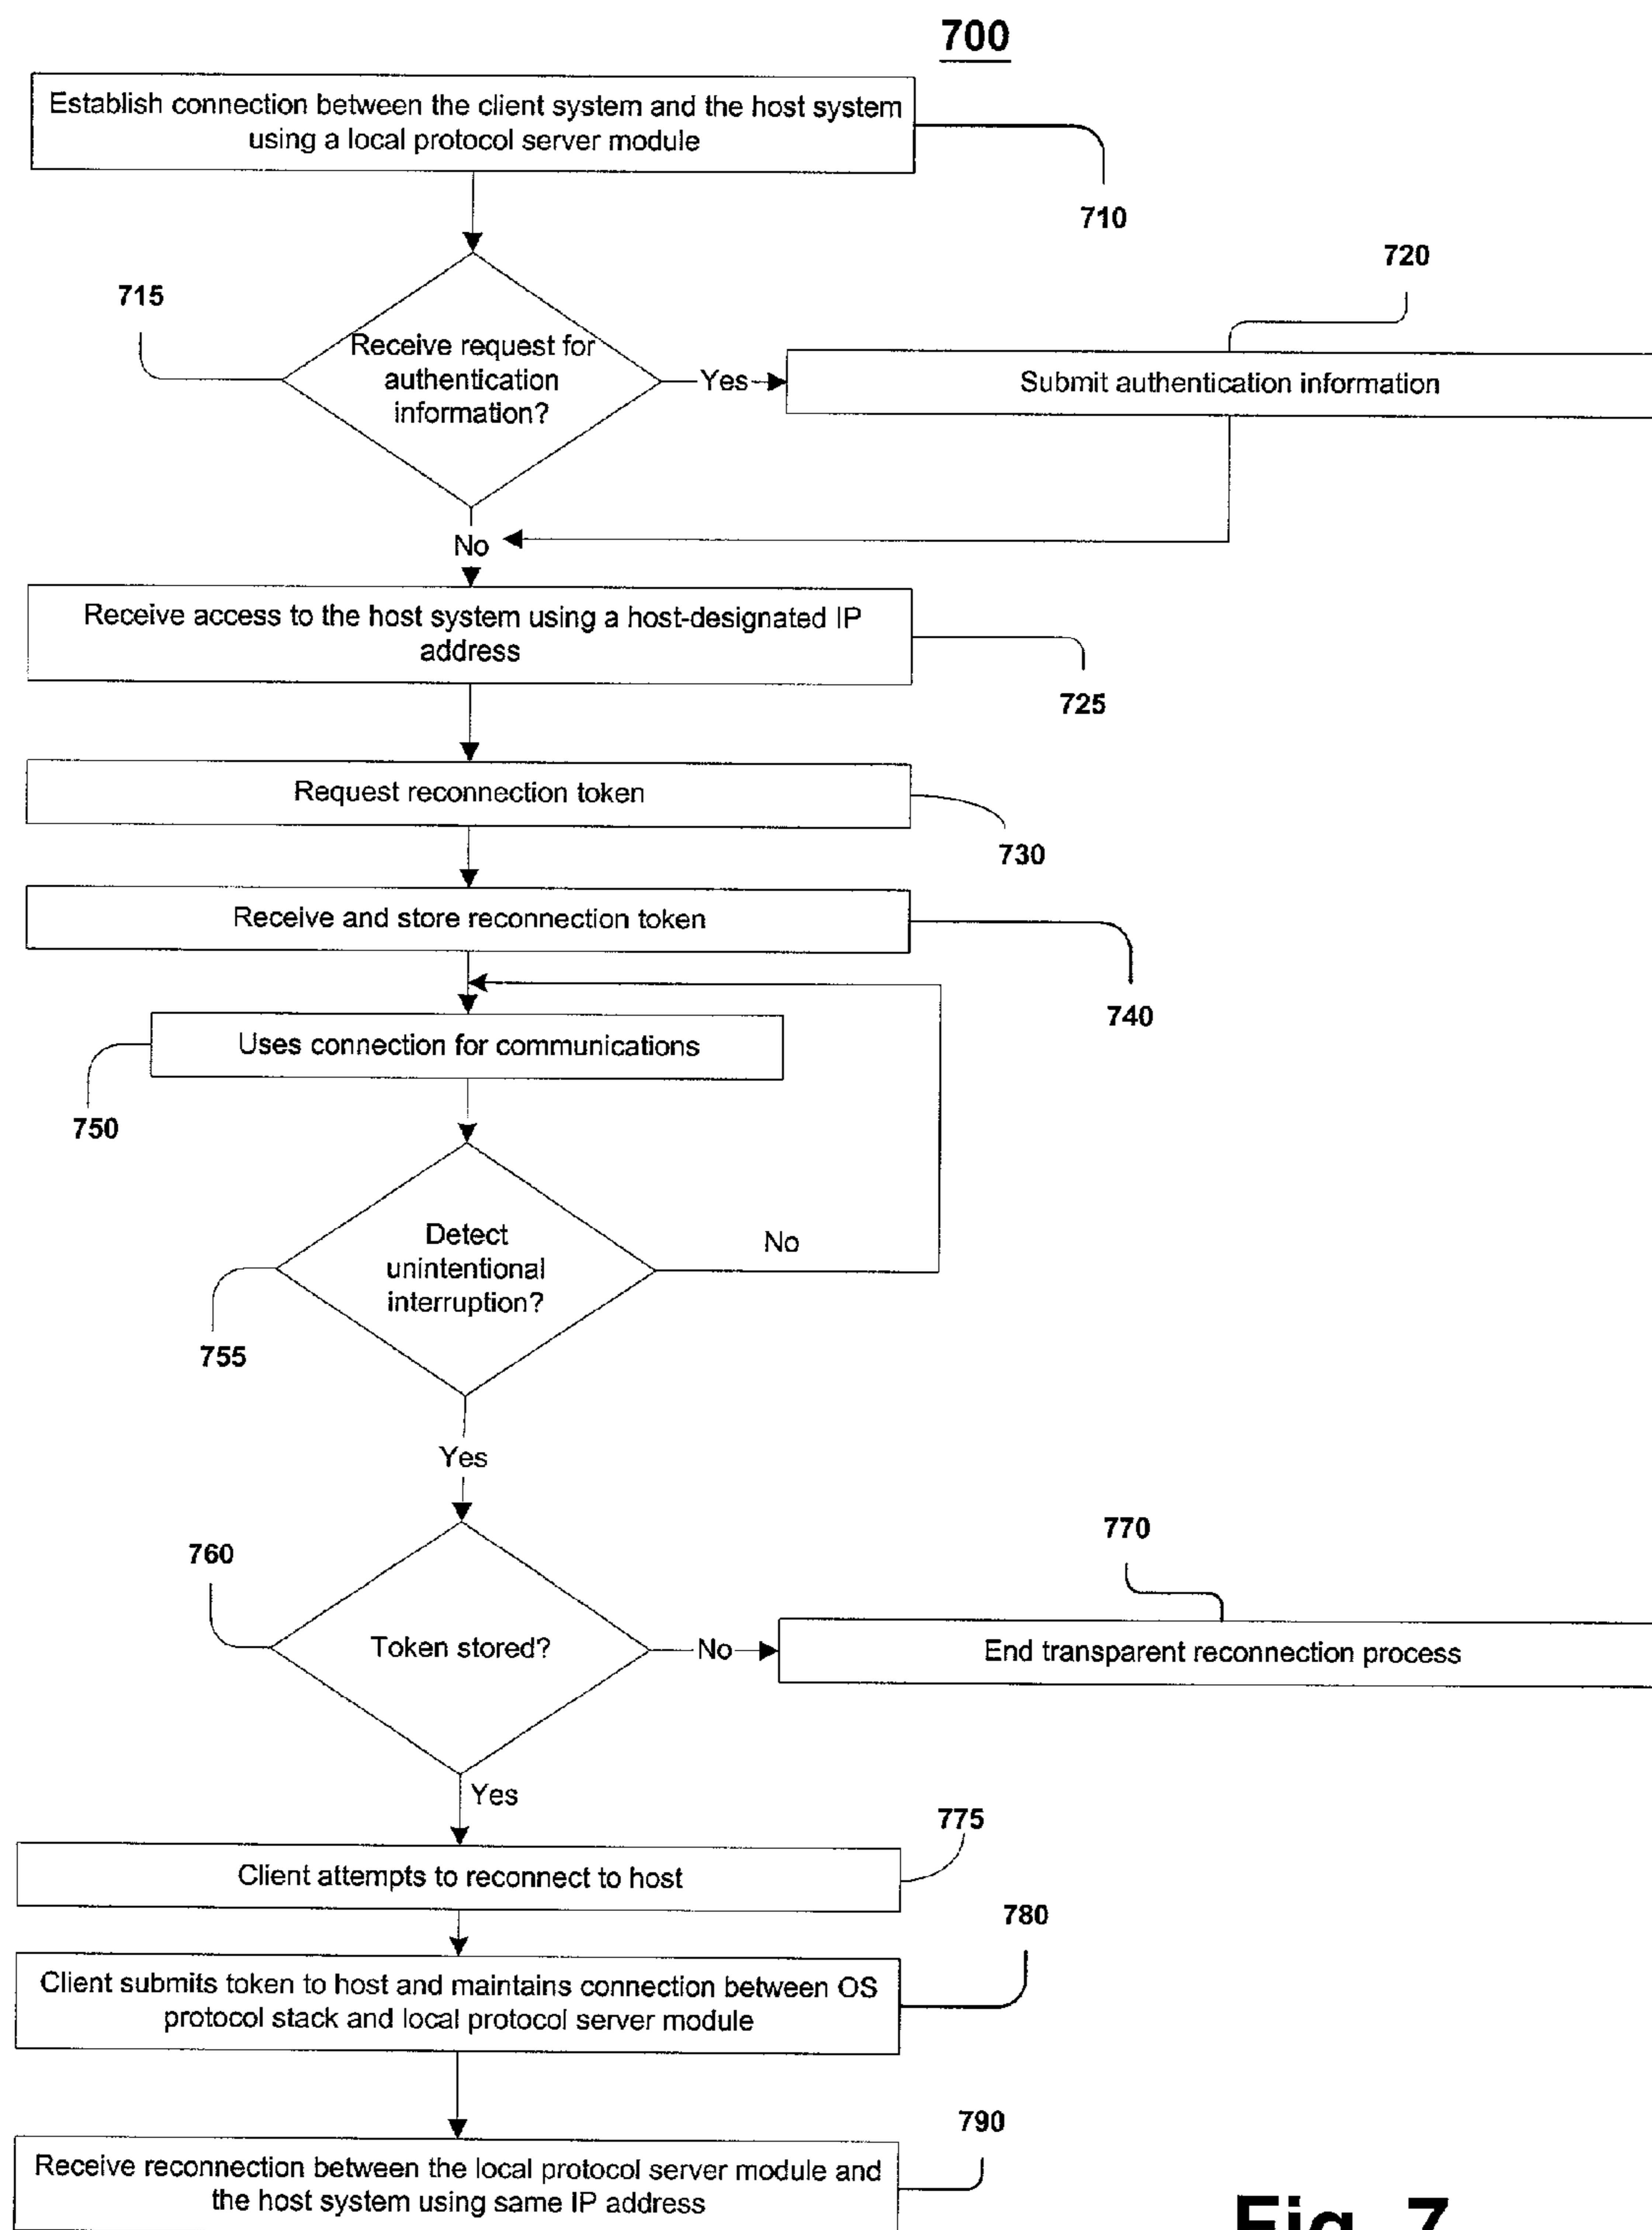 700
Establish connection between the client system and the host system
using a local protocol server module
710
720
715
Receive request for
authentication
information?
Yes
Submit authentication information
No
Receive access to the host system using a host-designated IP
address
725
Request reconnection token
730
Receive and store reconnection token
740
Uses connection for communications
750
Detect
unintentional
interruption?
No
755
Yes
770
760
Token stored?
No
End transparent reconnection process
Yes
775
Client attempts to reconnect to host
780
Client submits token to host and maintains connection between OS
protocol stack and local protocol server module
790
Receive reconnection between the local protocol server module and
the host system using same IP address
Fig. 7